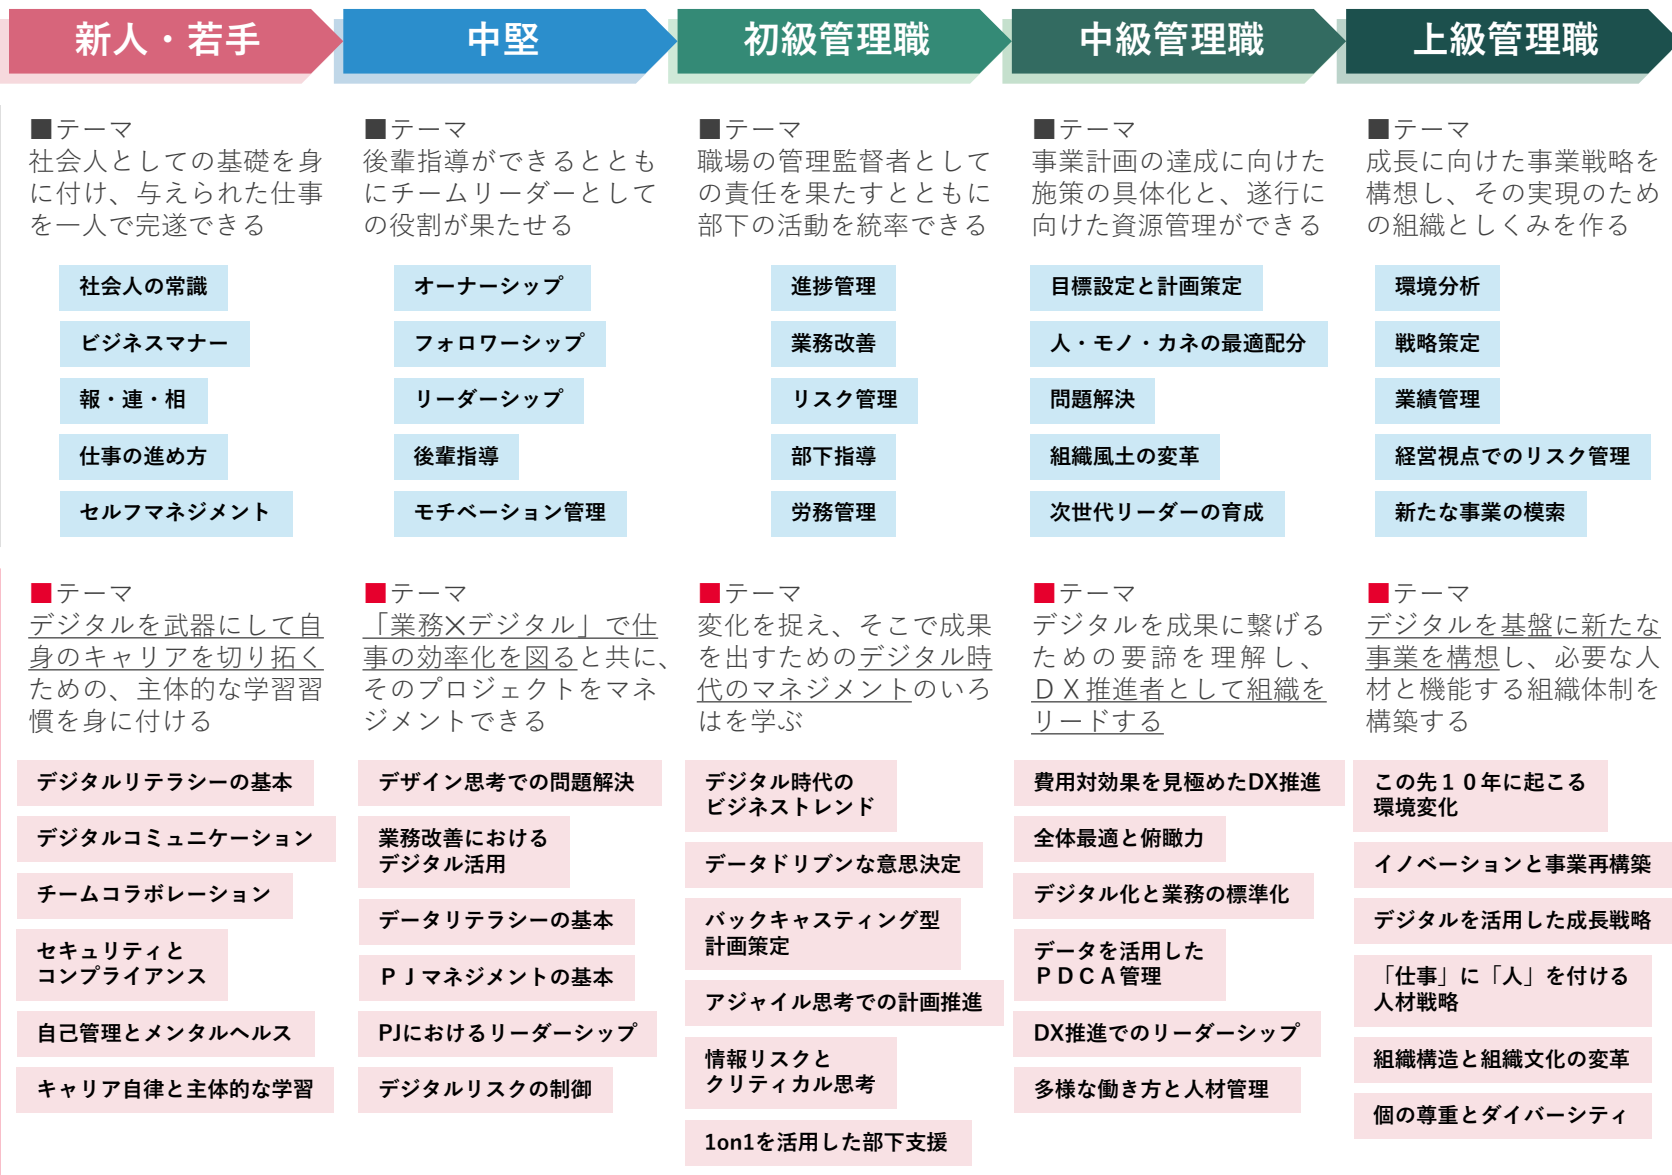 新人・若手
中堅
初級管理職
中級管理職
上級管理職
■テーマ
社会人としての基礎を身
に付け、与えられた仕事
を一人で完遂できる
社会人の常識
ビジネスマナー
報・連・相
仕事の進め方
セルフマネジメント
■テーマ
後輩指導ができるととも
にチームリーダーとして
の役割が果たせる
オーナーシップ
フォロワーシップ
リーダーシップ
後輩指導
モチベーション管理
■テーマ
職場の管理監督者として
の責任を果たすとともに
部下の活動を統率できる
進捗管理
業務改善
リスク管理
部下指導
労務管理
■テーマ
事業計画の達成に向けた
施策の具体化と、遂行に
向けた資源管理ができる
目標設定と計画策定
人・モノ・カネの最適配分
問題解決
組織風土の変革
次世代リーダーの育成
■テーマ
成長に向けた事業戦略を
構想し、その実現のため
の組織としくみを作る
環境分析
戦略策定
業績管理
経営視点でのリスク管理
新たな事業の模索
■テーマ
デジタルを武器にして自
身のキャリアを切り拓く
ための、主体的な学習習
慣を身に付ける
デジタルリテラシーの基本
デジタルコミュニケーション
チームコラボレーション
セキュリティと
コンプライアンス
自己管理とメンタルヘルス
キャリア自律と主体的な学習
■テーマ
「業務×デジタル」で仕
事の効率化を図ると共に、
そのプロジェクトをマネ
ジメントできる
デザイン思考での問題解決
業務改善における
デジタル活用
データリテラシーの基本
ＰＪマネジメントの基本
PJにおけるリーダーシップ
デジタルリスクの制御
■テーマ
変化を捉え、そこで成果
を出すためのデジタル時
代のマネジメントのいろ
はを学ぶ
デジタル時代の
ビジネストレンド
データドリブンな意思決定
バックキャスティング型
計画策定
アジャイル思考での計画推進
情報リスクと
クリティカル思考
1on1を活用した部下支援
■テーマ
デジタルを成果に繋げる
ための要諦を理解し、
ＤＸ推進者として組織を
リードする
費用対効果を見極めたDX推進
全体最適と俯瞰力
デジタル化と業務の標準化
データを活用した
ＰＤＣＡ管理
DX推進でのリーダーシップ
多様な働き方と人材管理
■テーマ
デジタルを基盤に新たな
事業を構想し、必要な人
材と機能する組織体制を
構築する
この先１０年に起こる
環境変化
イノベーションと事業再構築
デジタルを活用した成長戦略
「仕事」に「人」を付ける
人材戦略
組織構造と組織文化の変革
個の尊重とダイバーシティ